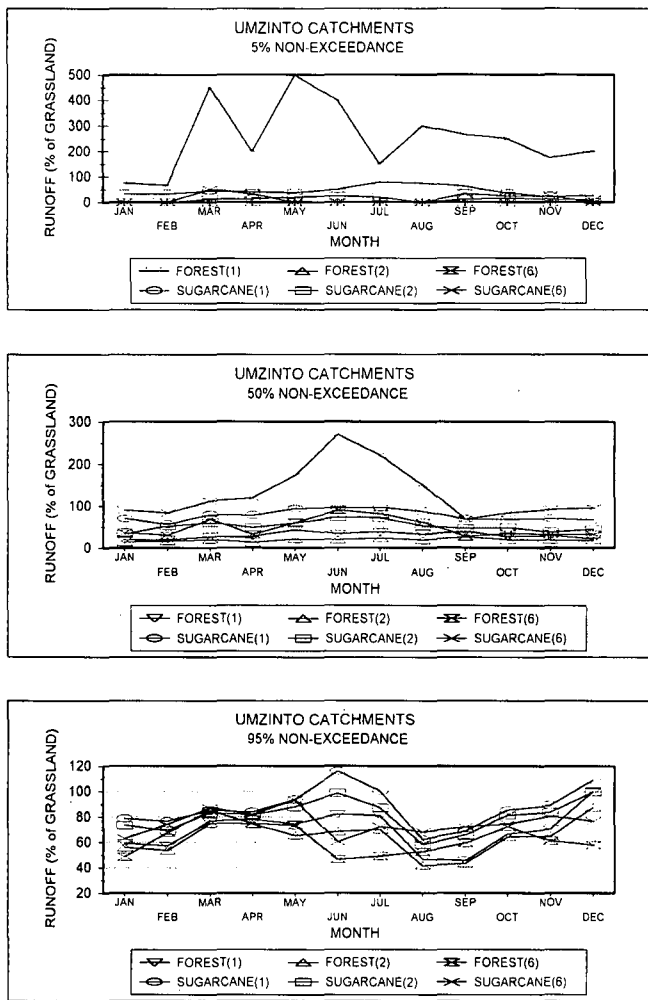 UMZINTO CATCHMENTS
5% NON-EXCEEDANCE
RUNOFF (% of GRASSLAND)
500
400
300
200
100
0
JAN FEB MAR APR MAY JUN JUL AUG SEP OCT NOV DEC
MONTH
FOREST(1) FOREST(2) FOREST(6)
SUGARCANE(1) SUGARCANE(2) SUGARCANE(6)
UMZINTO CATCHMENTS
50% NON-EXCEEDANCE
RUNOFF (% of GRASSLAND)
300
200
100
0
JAN FEB MAR APR MAY JUN JUL AUG SEP OCT NOV DEC
MONTH
FOREST(1) FOREST(2) FOREST(6)
SUGARCANE(1) SUGARCANE(2) SUGARCANE(6)
UMZINTO CATCHMENTS
95% NON-EXCEEDANCE
RUNOFF (% of GRASSLAND)
120
100
80
60
40
20
JAN FEB MAR APR MAY JUN JUL AUG SEP OCT NOV DEC
MONTH
FOREST(1) FOREST(2) FOREST(6)
SUGARCANE(1) SUGARCANE(2) SUGARCANE(6)